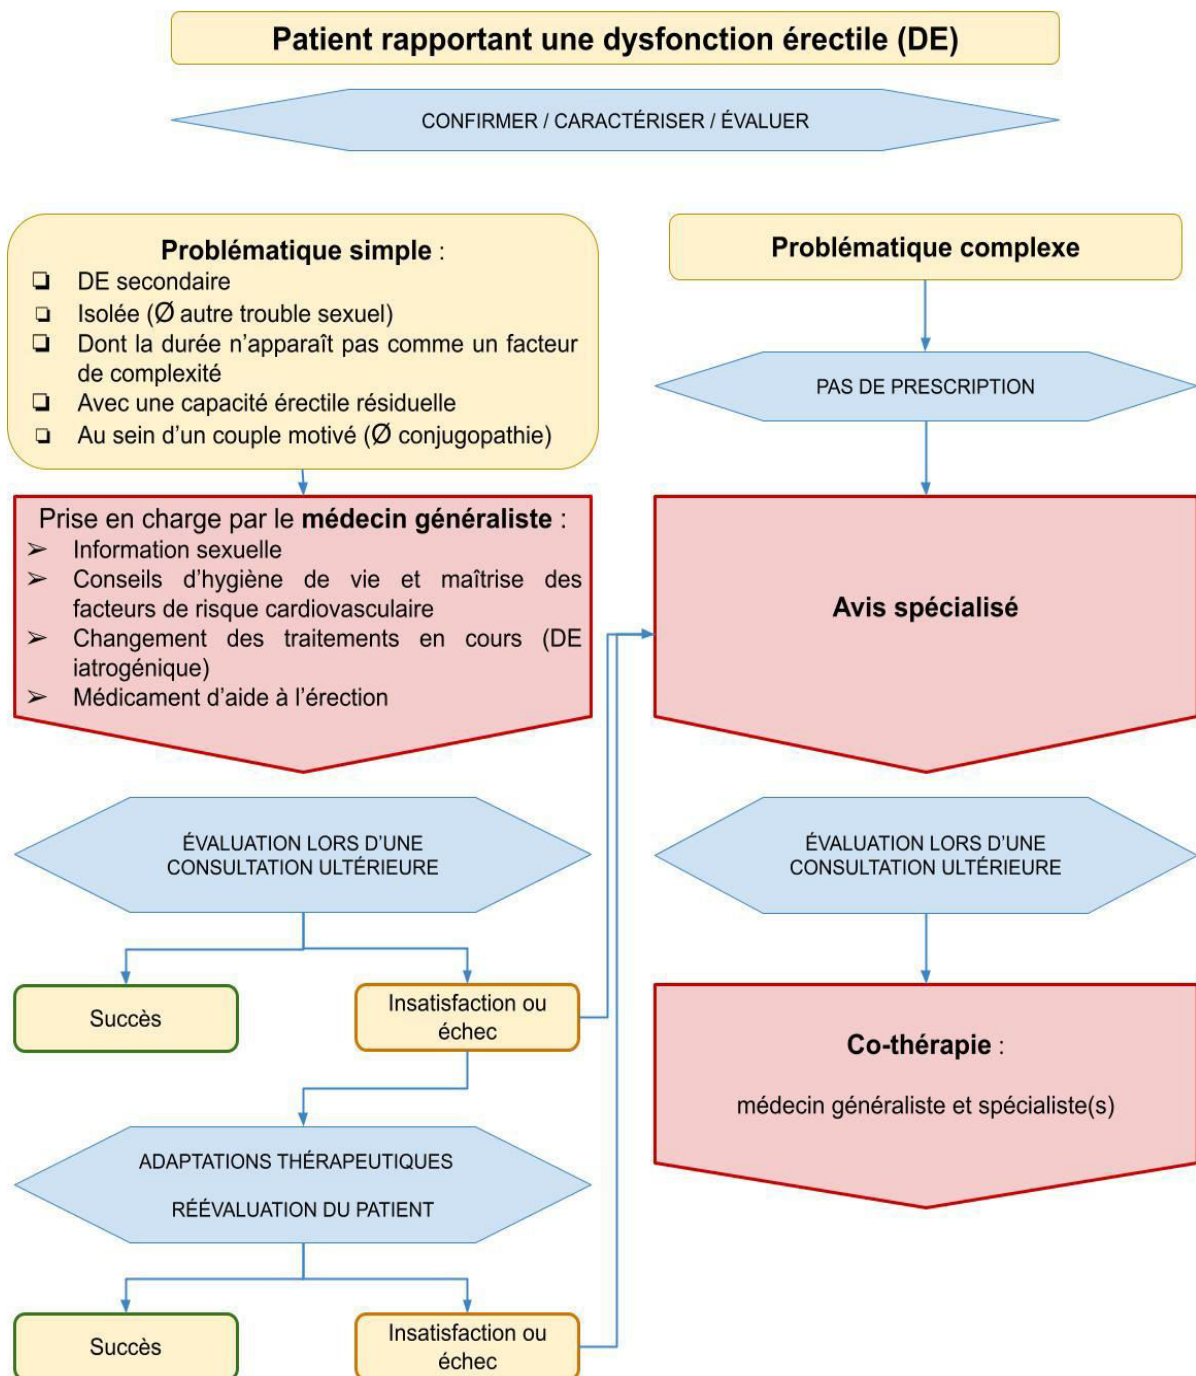 Patient rapportant une dysfonction érectile (DE)
CONFIRMER / CARACTÉRISER / ÉVALUER
Problématique simple :
❏ DE secondaire
❏ Isolée (Ø autre trouble sexuel)
❏ Dont la durée n'apparaît pas comme un facteur
de complexité
❏ Avec une capacité érectile résiduelle
❏ Au sein d'un couple motivé (Ø conjugopathie)
Prise en charge par le médecin généraliste :
➢ Information sexuelle
➢ Conseils d'hygiène de vie et maîtrise des
facteurs de risque cardiovasculaire
➢ Changement des traitements en cours (DE
iatrogénique)
➢ Médicament d'aide à l'érection
ÉVALUATION LORS D'UNE
CONSULTATION ULTÉRIEURE
Succès
Insatisfaction ou
échec
ADAPTATIONS THÉRAPEUTIQUES
RÉÉVALUATION DU PATIENT
Succès
Insatisfaction ou
échec
Problématique complexe
PAS DE PRESCRIPTION
Avis spécialisé
ÉVALUATION LORS D'UNE
CONSULTATION ULTÉRIEURE
Co-thérapie :
médecin généraliste et spécialiste(s)